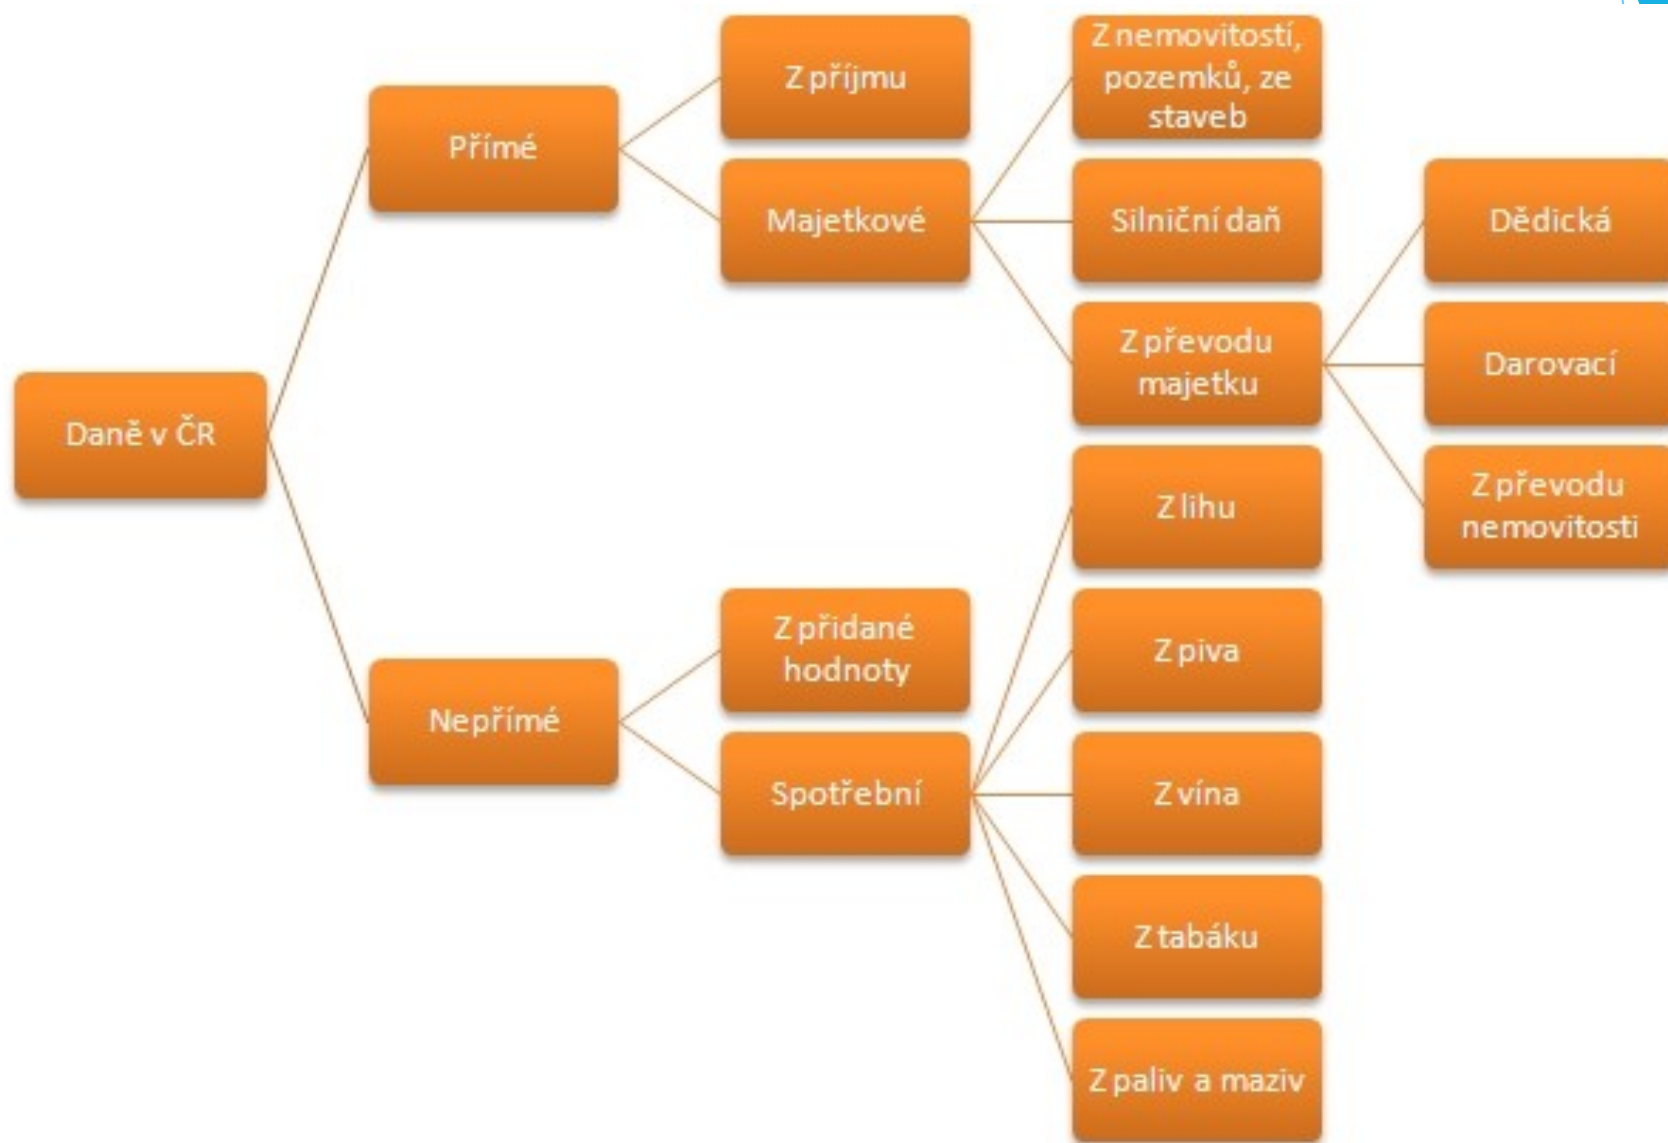 Daně v ČR
Přímé
Z příjmu
Majetkové
Z nemovitostí,
pozemků, ze
staveb
Silniční daň
Z převodu
majetku
Dědická
Darovací
Z převodu
nemovitosti
Nepřímé
Z přidané
hodnoty
Spotřební
Z lihu
Z piva
Z vína
Z tabáku
Z paliv a maziv